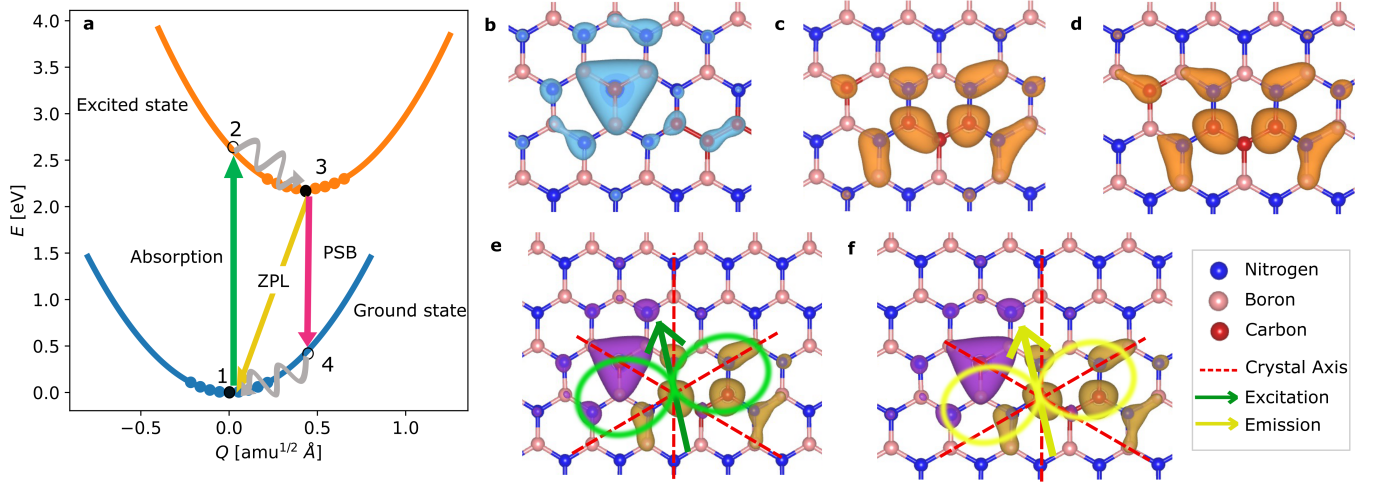 a
4.0
3.5
3.0
2.5
2.0
1.5
1.0
0.5
0.0
E [eV]
Excited state
2
3
Absorption
ZPL
PSB
Ground state
1
4
−0.5
0.0
0.5
1.0
Q [amu1/2 Å]
b
c
d
e
f
Nitrogen
Boron
Carbon
Crystal Axis
Excitation
Emission